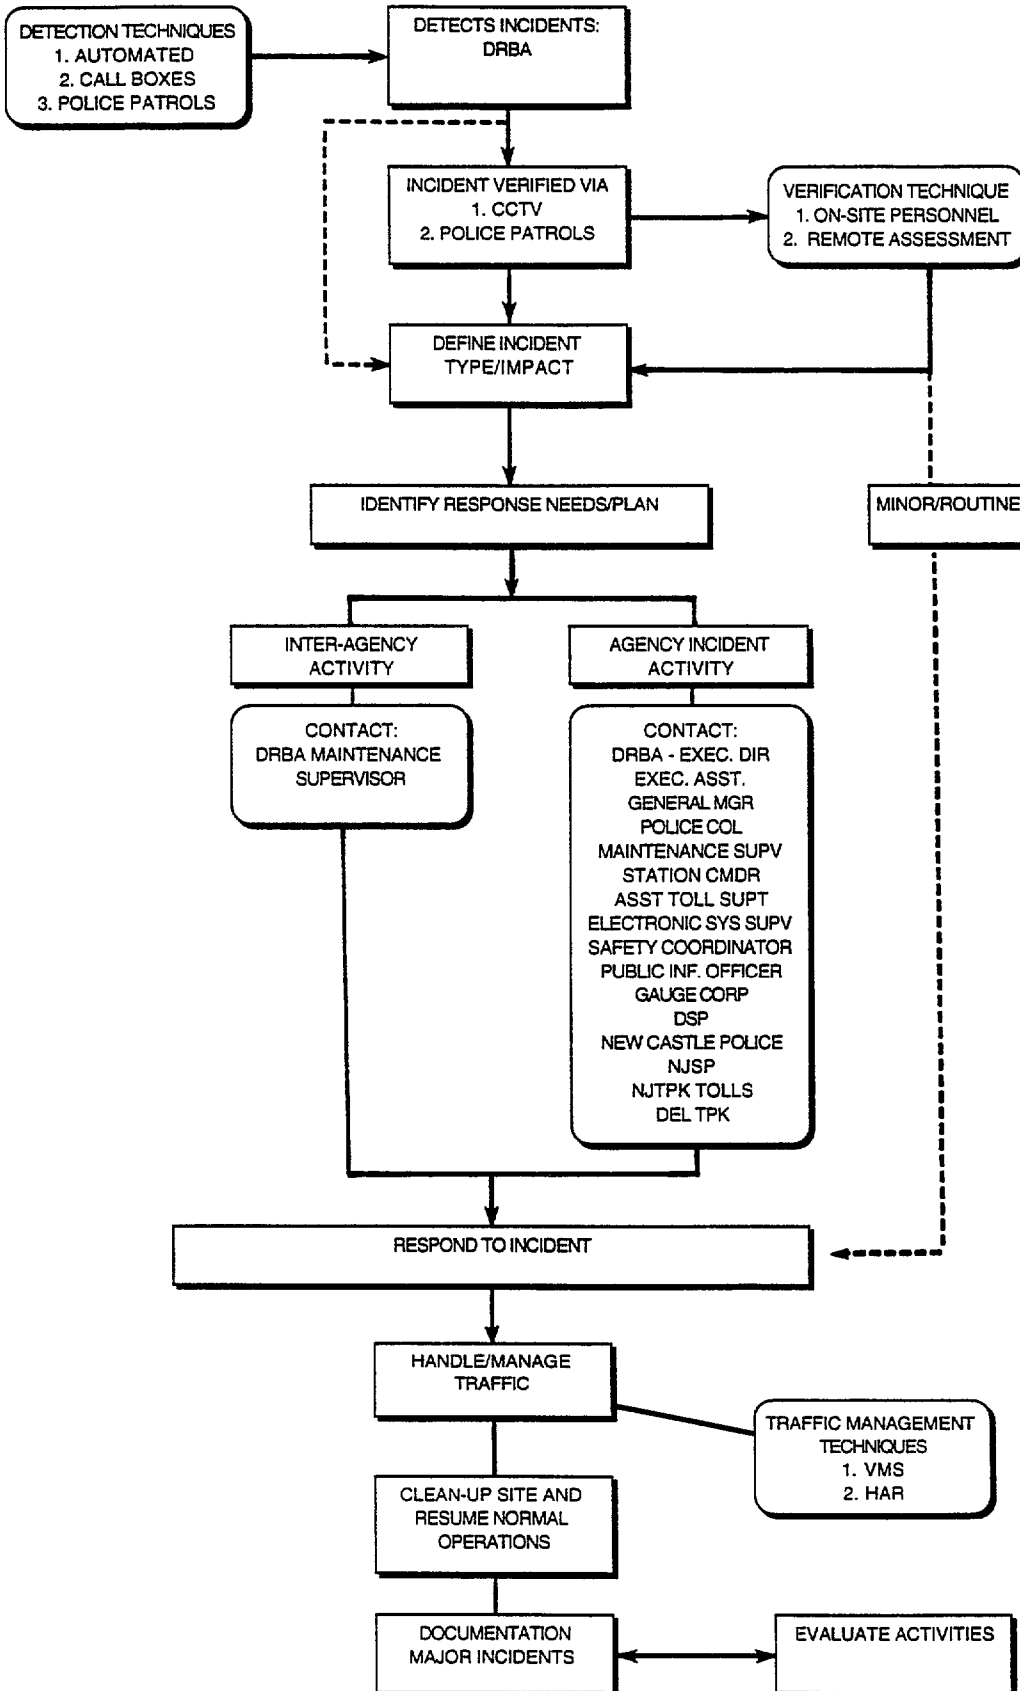 DETECTION TECHNIQUES
1. AUTOMATED
2. CALL BOXES
3. POLICE PATROLS
DETECTS INCIDENTS:
DRBA
INCIDENT VERIFIED VIA
1. CCTV
2. POLICE PATROLS
VERIFICATION TECHNIQUE
1. ON-SITE PERSONNEL
2. REMOTE ASSESSMENT
DEFINE INCIDENT
TYPE/IMPACT
IDENTIFY RESPONSE NEEDS/PLAN
MINOR/ROUTINE
INTER-AGENCY
ACTIVITY
AGENCY INCIDENT
ACTIVITY
CONTACT:
DRBA MAINTENANCE
SUPERVISOR
CONTACT:
DRBA - EXEC. DIR
EXEC. ASST.
GENERAL MGR
POLICE COL
MAINTENANCE SUPV
STATION CMDR
ASST TOLL SUPT
ELECTRONIC SYS SUPV
SAFETY COORDINATOR
PUBLIC INF. OFFICER
GAUGE CORP
DSP
NEW CASTLE POLICE
NJSP
NJTPK TOLLS
DEL TPK
RESPOND TO INCIDENT
HANDLE/MANAGE
TRAFFIC
TRAFFIC MANAGEMENT
TECHNIQUES
1. VMS
2. HAR
CLEAN-UP SITE AND
RESUME NORMAL
OPERATIONS
DOCUMENTATION
MAJOR INCIDENTS
EVALUATE ACTIVITIES